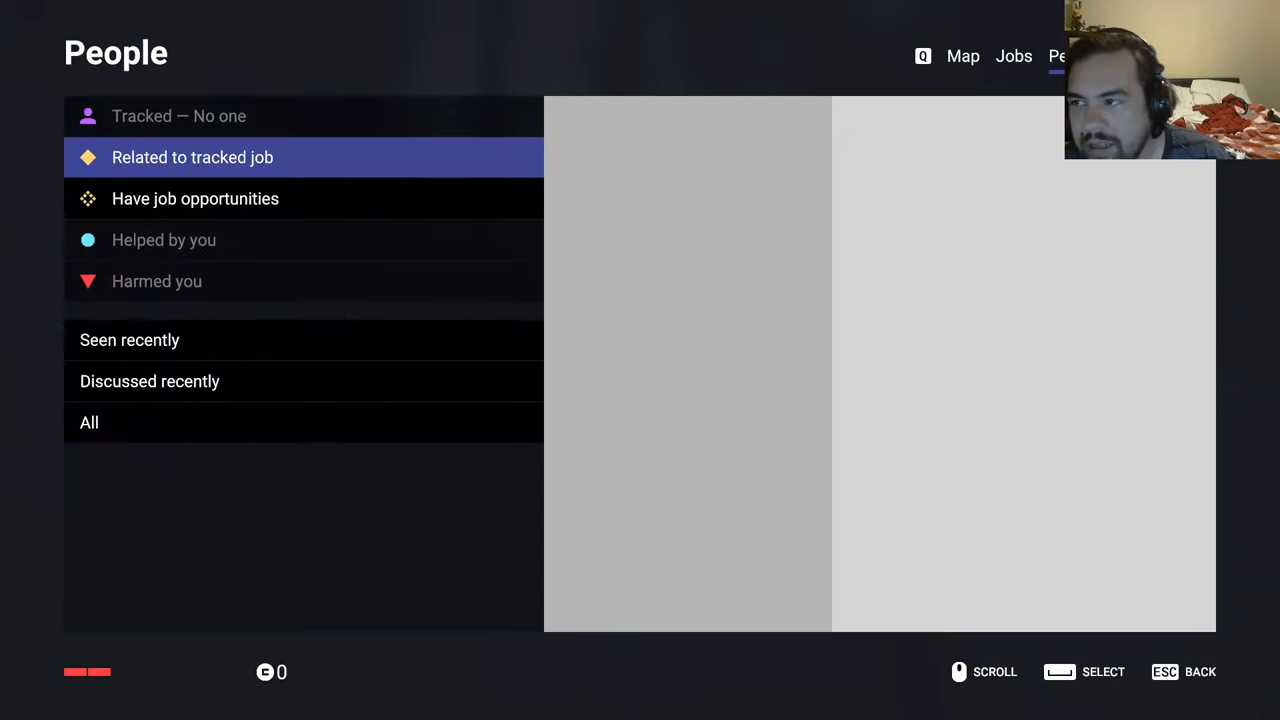 People
Q Map Jobs Pe
Tracked — No one
Related to tracked job
Have job opportunities
Helped by you
Harmed you
Seen recently
Discussed recently
All
0
SCROLL SELECT ESC BACK